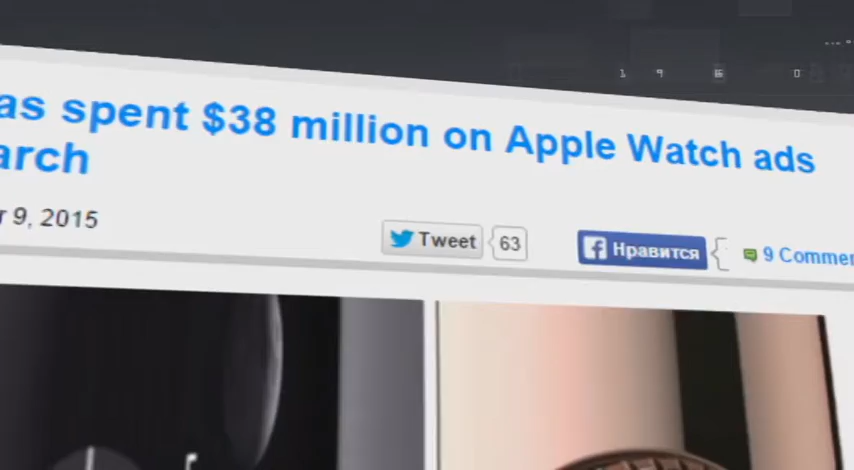 as spent $38 million on Apple Watch ads
arch
r 9, 2015
Tweet 63 Нравится 9 Commen